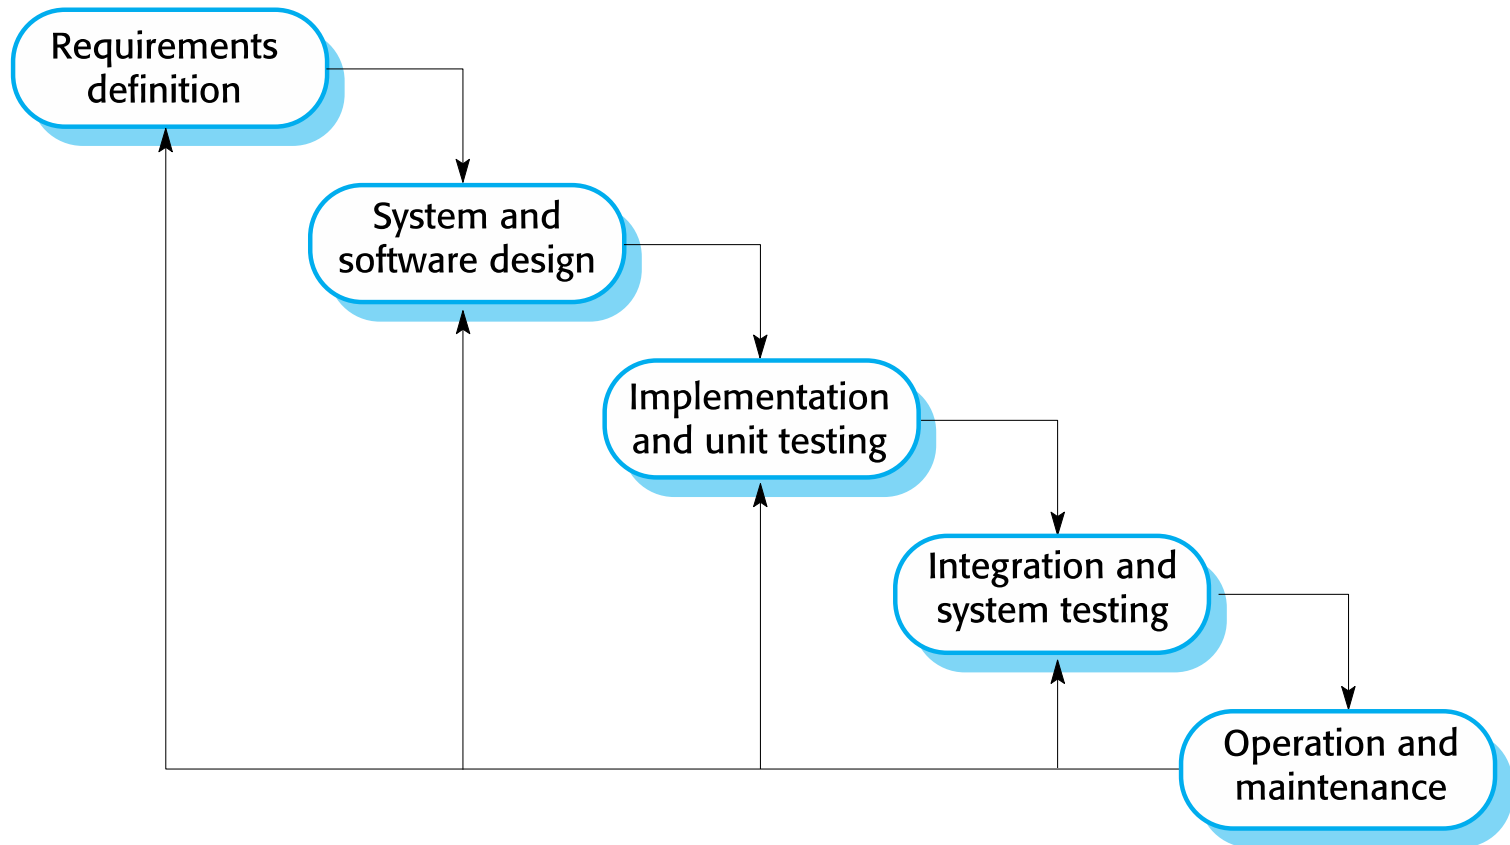 Requirements
definition
System and
software design
Implementation
and unit testing
Integration and
system testing
Operation and
maintenance